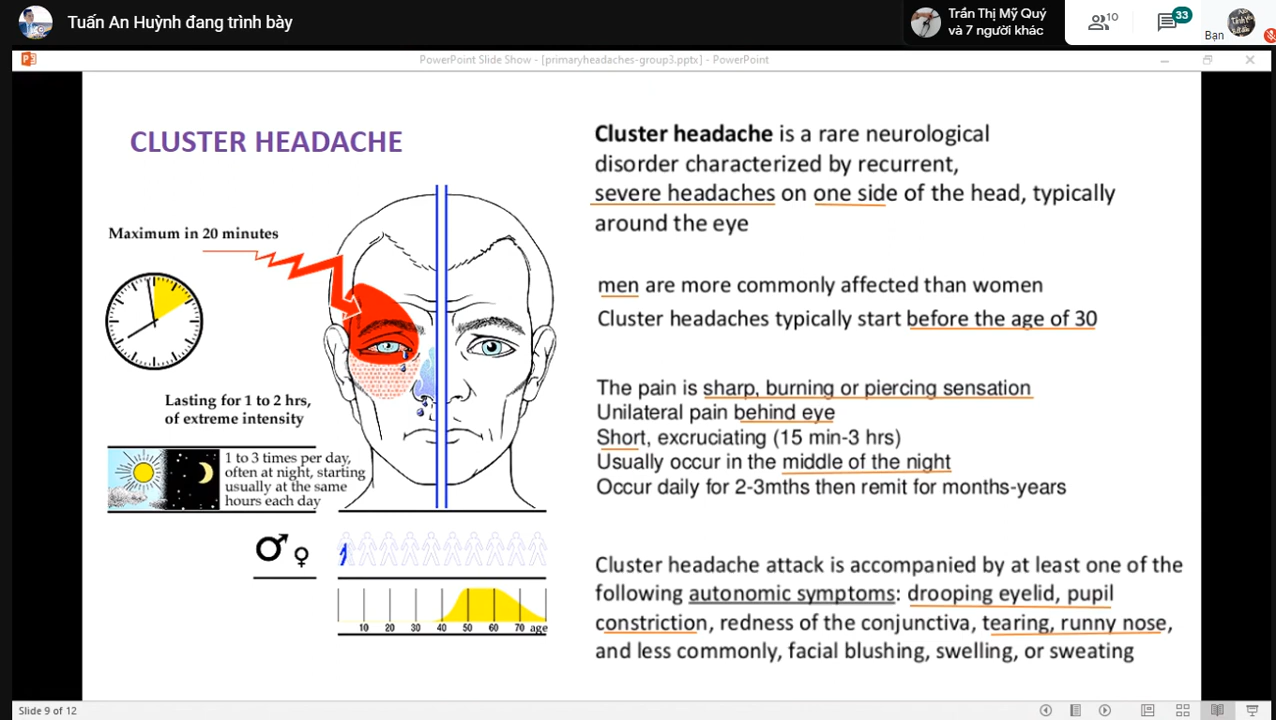 Tuấn An Huỳnh đang trình bày
Trần Thị Mỹ Quý
và 7 người khác
10
33
Bạn
PowerPoint Slide Show - [primaryheadaches-group3.pptx] - PowerPoint
CLUSTER HEADACHE
Maximum in 20 minutes
Lasting for 1 to 2 hrs,
of extreme intensity
1 to 3 times per day,
often at night, starting
usually at the same
hours each day
10 20 30 40 50 60 70 age
Cluster headache is a rare neurological
disorder characterized by recurrent,
severe headaches on one side of the head, typically
around the eye
men are more commonly affected than women
Cluster headaches typically start before the age of 30
The pain is sharp, burning or piercing sensation
Unilateral pain behind eye
Short, excruciating (15 min-3 hrs)
Usually occur in the middle of the night
Occur daily for 2-3mths then remit for months-years
Cluster headache attack is accompanied by at least one of the
following autonomic symptoms: drooping eyelid, pupil
constriction, redness of the conjunctiva, tearing, runny nose,
and less commonly, facial blushing, swelling, or sweating
Slide 9 of 12